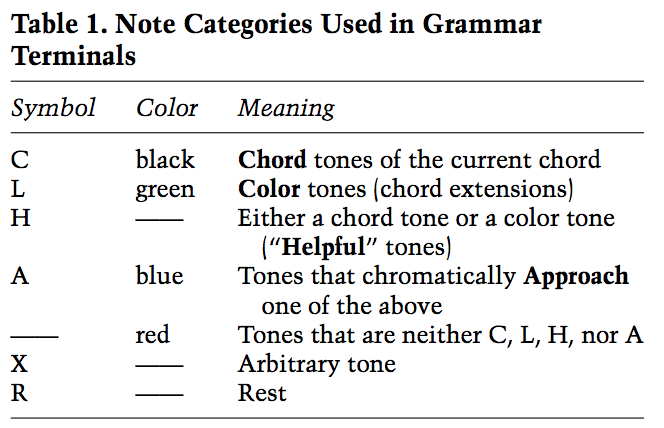 Table 1. Note Categories Used in Grammar
Terminals
Symbol Color Meaning
C black Chord tones of the current chord
L green Color tones (chord extensions)
H —— Either a chord tone or a color tone
(“Helpful” tones)
A blue Tones that chromatically Approach
one of the above
—— red Tones that are neither C, L, H, nor A
X —— Arbitrary tone
R —— Rest